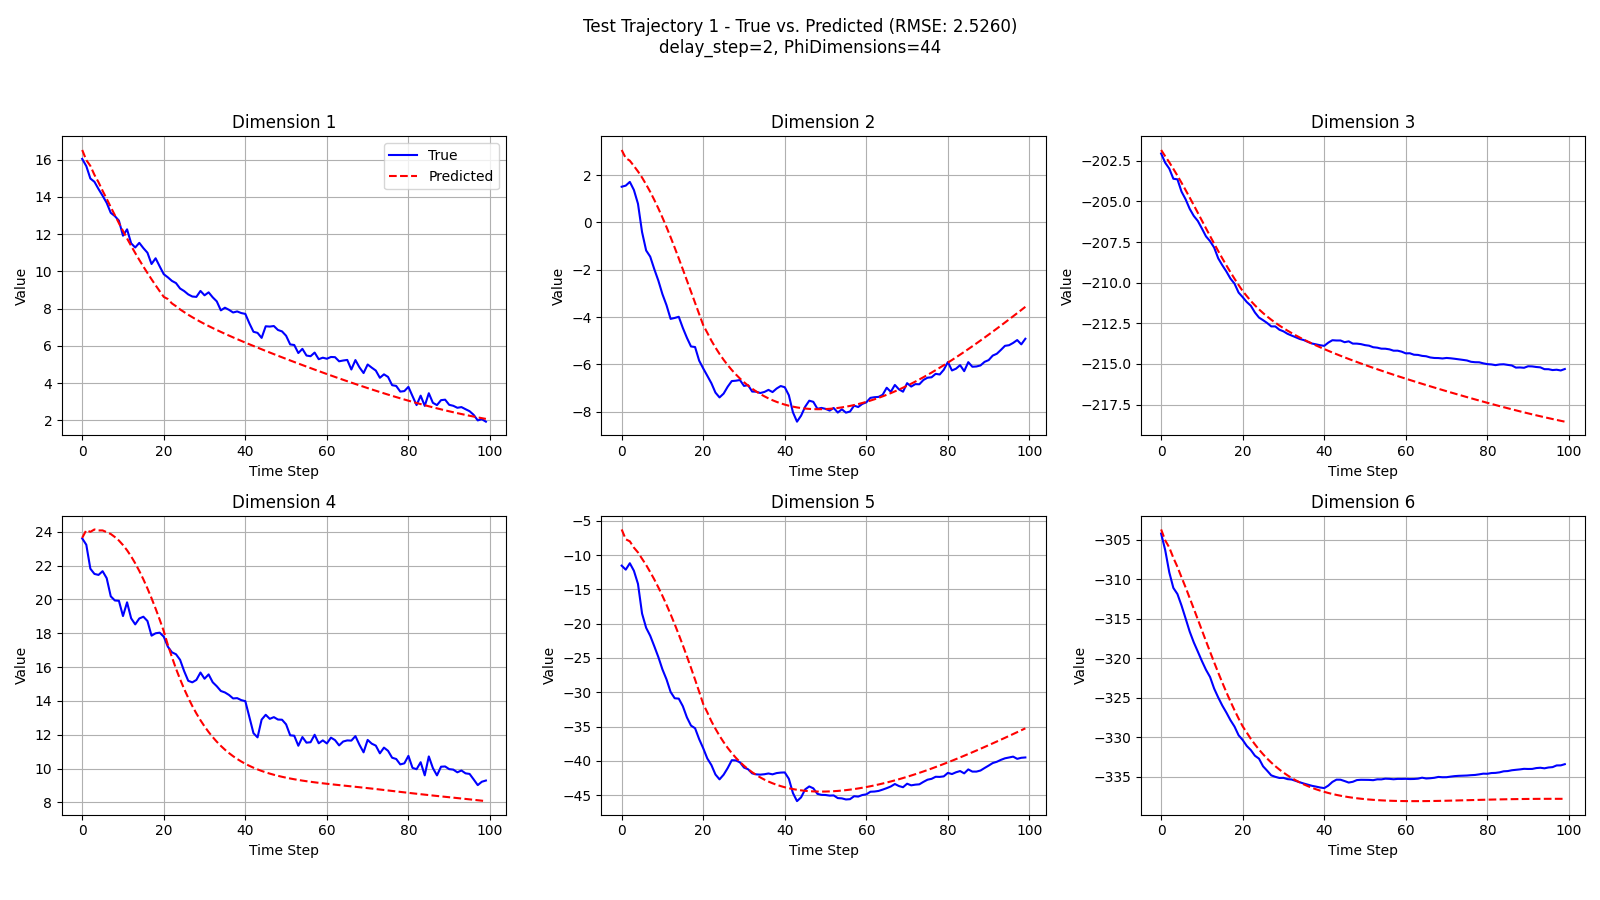 Test Trajectory 1 - True vs. Predicted (RMSE: 2.5260)
delay_step=2, PhiDimensions=44
Dimension 1
True
Predicted
16
14
12
10
8
6
4
2
Value
0 20 40 60 80 100
Time Step
Dimension 2
2
0
−2
−4
−6
−8
Value
0 20 40 60 80 100
Time Step
Dimension 3
−202.5
−205.0
−207.5
−210.0
−212.5
−215.0
−217.5
Value
0 20 40 60 80 100
Time Step
Dimension 4
24
22
20
18
16
14
12
10
8
Value
0 20 40 60 80 100
Time Step
Dimension 5
−5
−10
−15
−20
−25
−30
−35
−40
−45
Value
0 20 40 60 80 100
Time Step
Dimension 6
−305
−310
−315
−320
−325
−330
−335
Value
0 20 40 60 80 100
Time Step